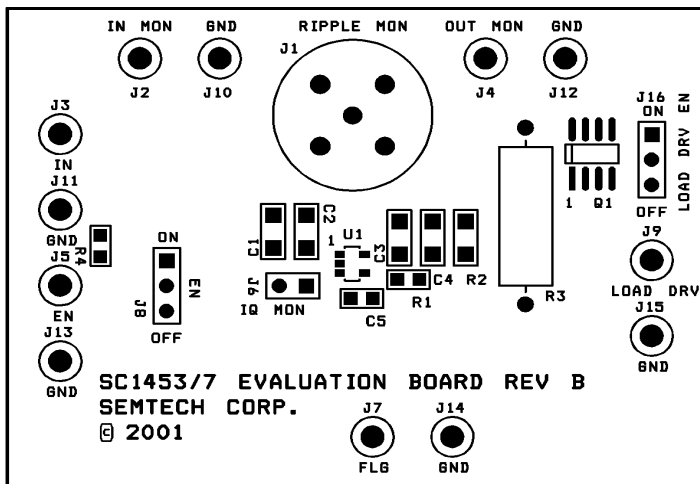 IN MON
GND
RIPPLE MON
OUT MON
GND
J1
J2
J10
J4
J12
J3
IN
J11
GND
J5
EN
J13
GND
R4
ON
J8
EN
OFF
C1
C2
U1
1
J6
IQ MON
C5
C3
C4
R2
R1
R3
1 Q1
J16
ON
OFF
LOAD DRV EN
J9
LOAD DRV
J15
GND
SC1453/7 EVALUATION BOARD REV B
SEMTECH CORP.
© 2001
J7
FLG
J14
GND